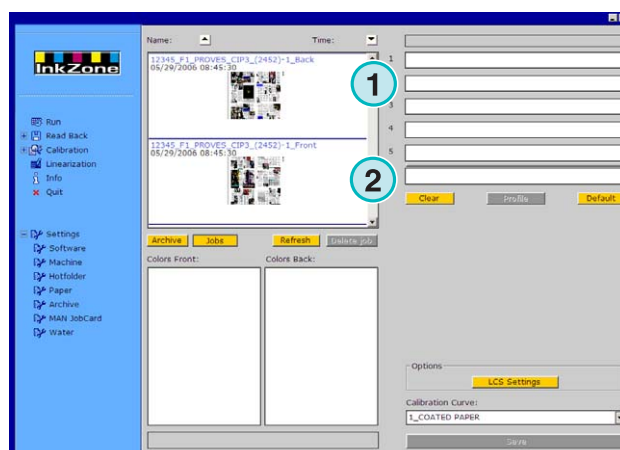 InkZone
Run
Read Back
Calibration
Linearization
Info
Quit
Settings
Software
Machine
Hotfolder
Paper
Archive
MAN JobCard
Water
Name:
Time:
12345_F1_PROVES_CIP3_(2452)-1_Back
05/29/2006 08:45:30
12345_F1_PROVES_CIP3_(2452)-1_Front
05/29/2006 08:45:30
Archive
Jobs
Refresh
Delete job
Colors Front:
Colors Back:
1
1
3
4
5
2
Clear
Profile
Default
Options
LCS Settings
Calibration Curve:
1_COATED PAPER
Save